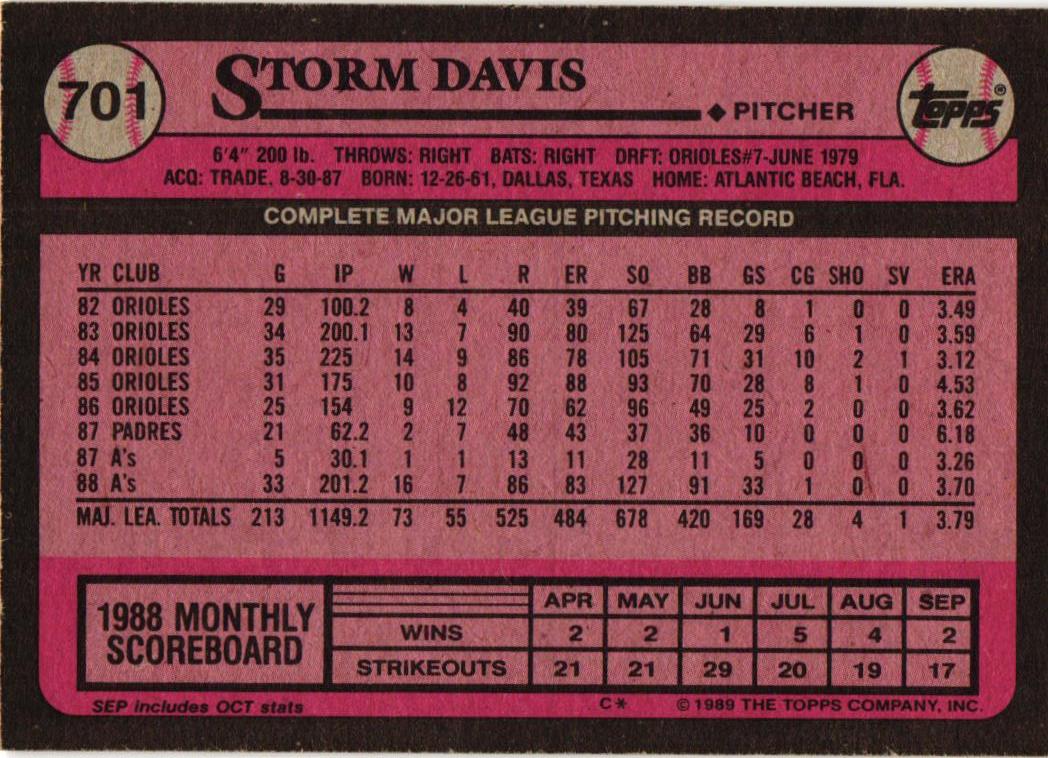 701
STORM DAVIS
topps®
◆ PITCHER
6'4" 200 lb. THROWS: RIGHT BATS: RIGHT DRFT: ORIOLES#7-JUNE 1979
ACQ: TRADE, 8-30-87 BORN: 12-26-61, DALLAS, TEXAS HOME: ATLANTIC BEACH, FLA.
COMPLETE MAJOR LEAGUE PITCHING RECORD
YR CLUB G IP W L R ER SO BB GS CG SHO SV ERA
82 ORIOLES 29 100.2 8 4 40 39 67 28 8 1 0 0 3.49
83 ORIOLES 34 200.1 13 7 90 80 125 64 29 6 1 0 3.59
84 ORIOLES 35 225 14 9 86 78 105 71 31 10 2 1 3.12
85 ORIOLES 31 175 10 8 92 88 93 70 28 8 1 0 4.53
86 ORIOLES 25 154 9 12 70 62 96 49 25 2 0 0 3.62
87 PADRES 21 62.2 2 7 48 43 37 36 10 0 0 0 6.18
87 A's 5 30.1 1 1 13 11 28 11 5 0 0 0 3.26
88 A's 33 201.2 16 7 86 83 127 91 33 1 0 0 3.70
MAJ. LEA. TOTALS 213 1149.2 73 55 525 484 678 420 169 28 4 1 3.79
1988 MONTHLY SCOREBOARD
APR MAY JUN JUL AUG SEP
WINS 2 2 1 5 4 2
STRIKEOUTS 21 21 29 20 19 17
SEP includes OCT stats
C* © 1989 THE TOPPS COMPANY, INC.